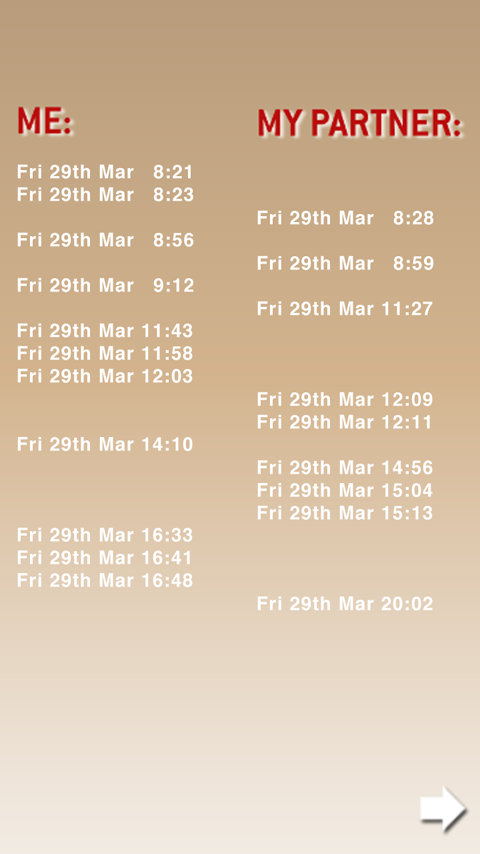 ME:
MY PARTNER:
Fri 29th Mar 8:21
Fri 29th Mar 8:23
Fri 29th Mar 8:28
Fri 29th Mar 8:56
Fri 29th Mar 8:59
Fri 29th Mar 9:12
Fri 29th Mar 11:27
Fri 29th Mar 11:43
Fri 29th Mar 11:58
Fri 29th Mar 12:03
Fri 29th Mar 12:09
Fri 29th Mar 12:11
Fri 29th Mar 14:10
Fri 29th Mar 14:56
Fri 29th Mar 15:04
Fri 29th Mar 15:13
Fri 29th Mar 16:33
Fri 29th Mar 16:41
Fri 29th Mar 16:48
Fri 29th Mar 20:02